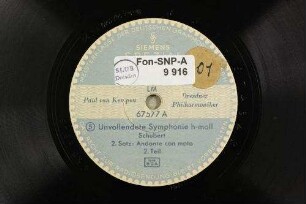 SIEMENS
SLUB
Dresden
Fon-SNP-A
9 916
01
LM
Paul van Kempen
Dresdner
Philharmoniker
67577 A
5 Unvollendete Symphonie h-moll
Schubert
2. Satz: Andante con moto
2. Teil